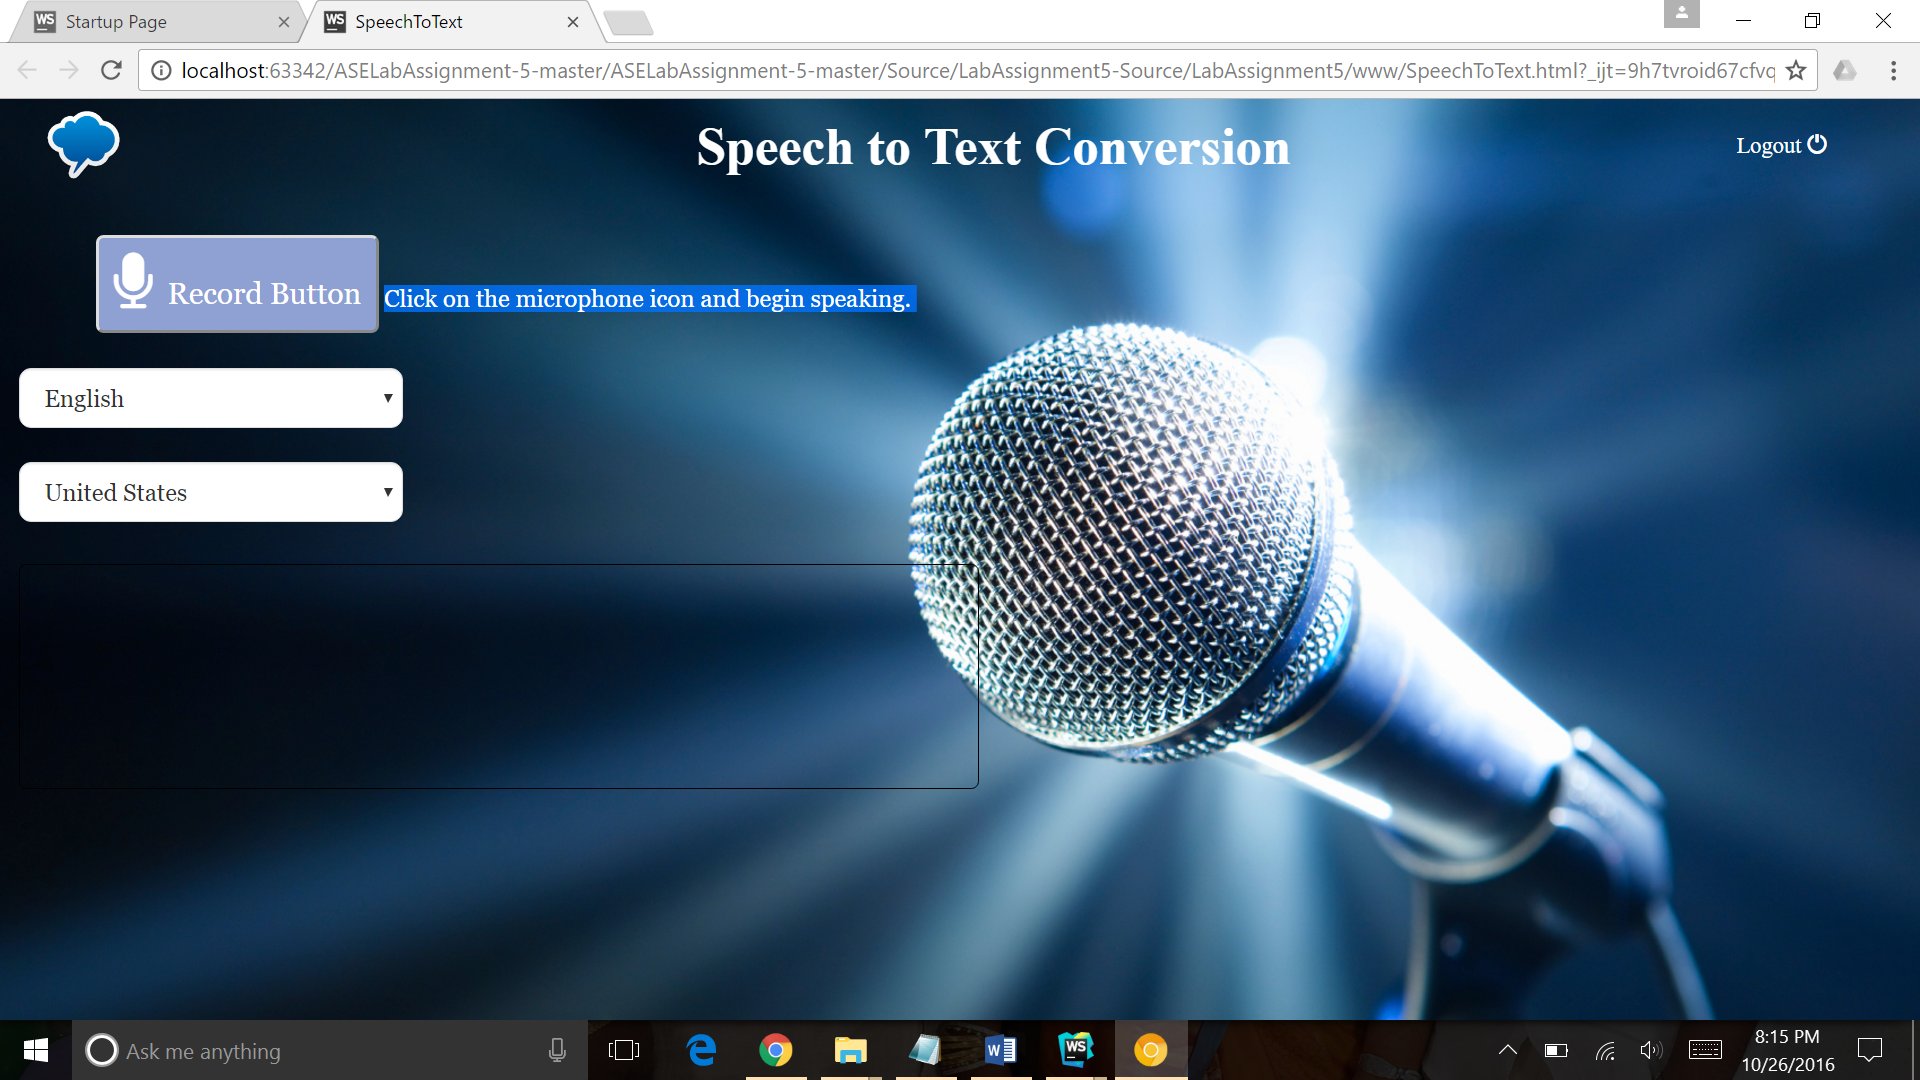 WS Startup Page
WS SpeechToText
localhost:63342/ASELabAssignment-5-master/ASELabAssignment-5-master/Source/LabAssignment5-Source/LabAssignment5/www/SpeechToText.html?_ijt=9h7tvroid67cfvq
Speech to Text Conversion
Logout
Record Button
Click on the microphone icon and begin speaking.
English
United States
Ask me anything
W
WS
8:15 PM
10/26/2016